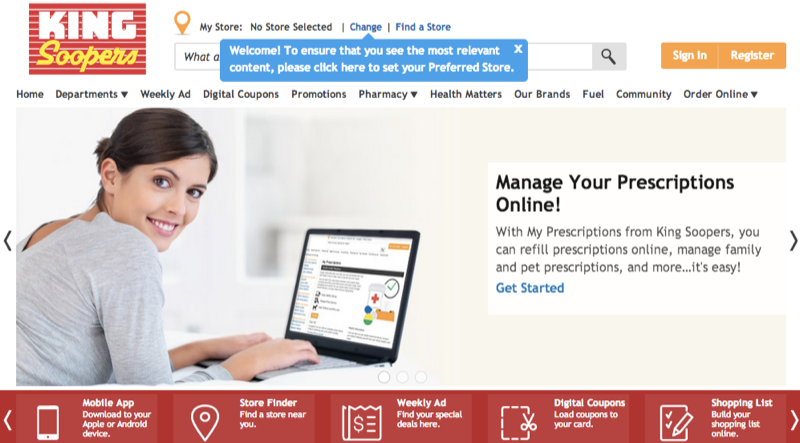 KING
Soopers
My Store: No Store Selected | Change | Find a Store
What a
Welcome! To ensure that you see the most relevant
content, please click here to set your Preferred Store.
X
Sign In Register
Home Departments ▼ Weekly Ad Digital Coupons Promotions Pharmacy ▼ Health Matters Our Brands Fuel Community Order Online ▼
Manage Your Prescriptions
Online!
With My Prescriptions from King Soopers, you
can refill prescriptions online, manage family
and pet prescriptions, and more...it's easy!
Get Started
Mobile App
Download to your
Apple or Android
device.
Store Finder
Find a store near
you.
Weekly Ad
Find your special
deals here.
Digital Coupons
Load coupons to
your card.
Shopping List
Build your
shopping list
online.